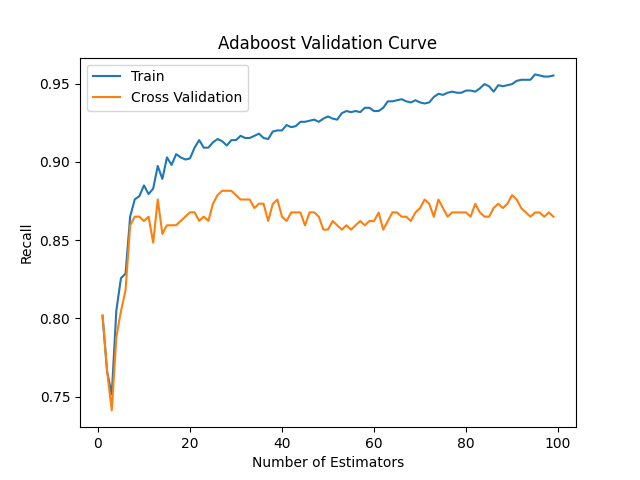 Adaboost Validation Curve
Train
Cross Validation
0.95
0.90
0.85
0.80
0.75
Recall
0 20 40 60 80 100
Number of Estimators